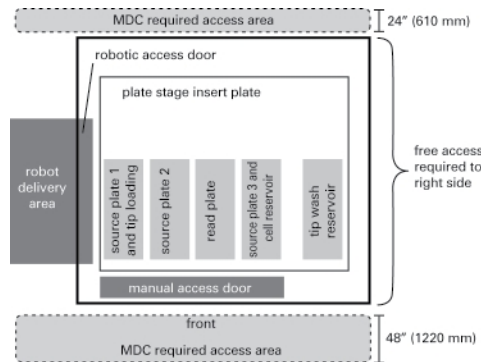 MDC required access area
24" (610 mm)
robotic access door
plate stage insert plate
robot
delivery
area
source plate 1
and tip loading
source plate 2
read plate
source plate 3 and
cell reservoir
tip wash
reservoir
free access
required to
right side
manual access door
front
MDC required access area
48" (1220 mm)